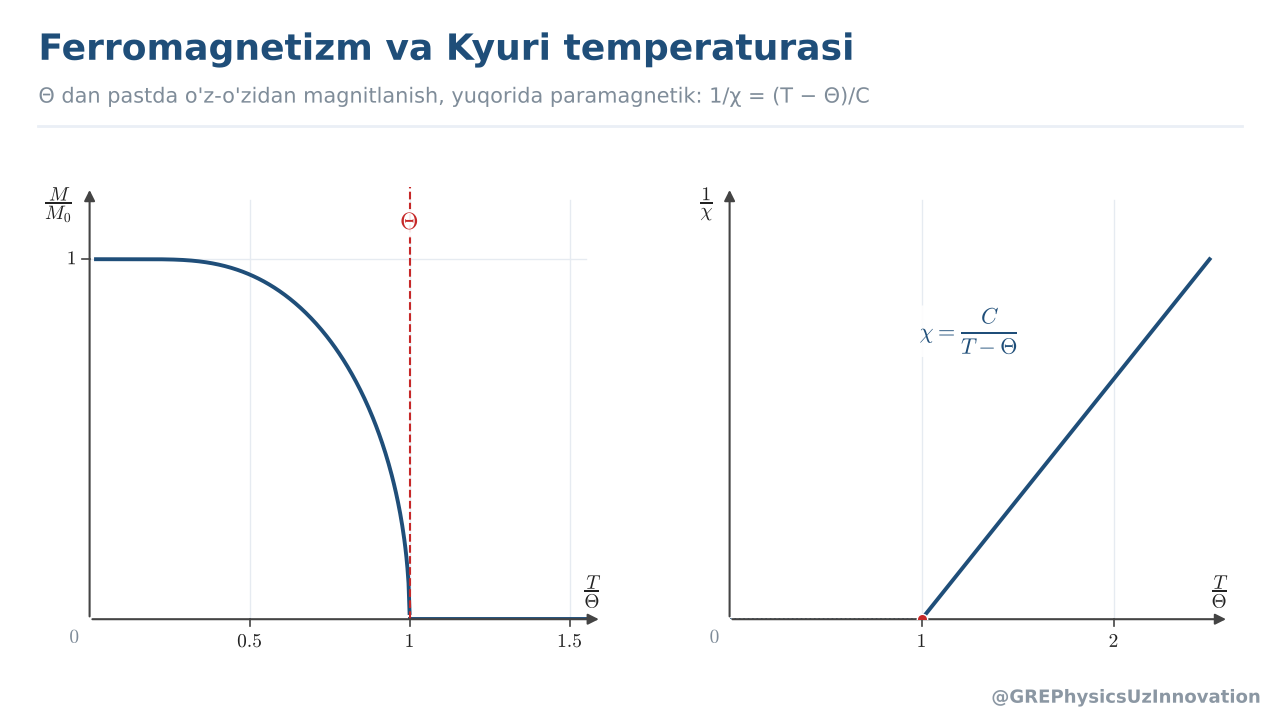 Ferromagnetizm va Kyuri temperaturasi
Θ dan pastda o'z-o'zidan magnitlanish, yuqorida paramagnetik: 1/χ = (T − Θ)/C
M/M₀
1
Θ
T/Θ
0
0.5
1
1.5
1/χ
χ = C/(T − Θ)
T/Θ
0
1
2
@GREPhysicsUzInnovation